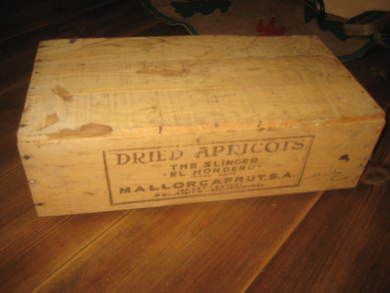 DRIED APRICOTS
THE SLINGER
"EL HONDERO"
MALLORCAFRUT, S.A.